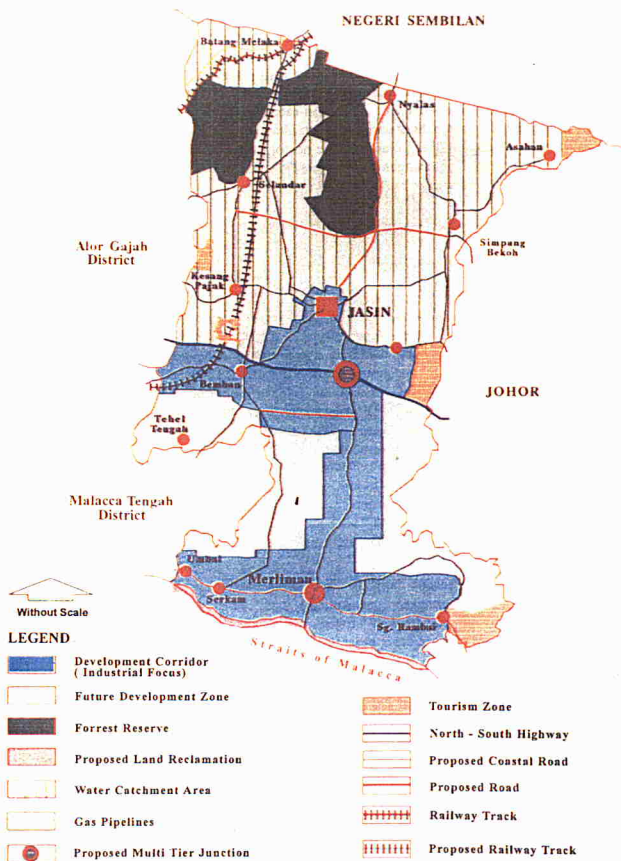 NEGERI SEMBILAN
Batang Melaka
Nyalas
Asahan
Selandar
Alor Gajah
District
Simpang
Bekoh
Kesang
Pajak
JASIN
JOHOR
Bemban
Tehel
Tengah
Malacca Tengah
District
Umbai
Merliman
Serkam
Sg. Rambai
Without Scale
Straits of Malacca
LEGEND
Development Corridor
( Industrial Focus)
Future Development Zone
Forrest Reserve
Proposed Land Reclamation
Water Catchment Area
Gas Pipelines
Proposed Multi Tier Junction
Tourism Zone
North - South Highway
Proposed Coastal Road
Proposed Road
Railway Track
Proposed Railway Track